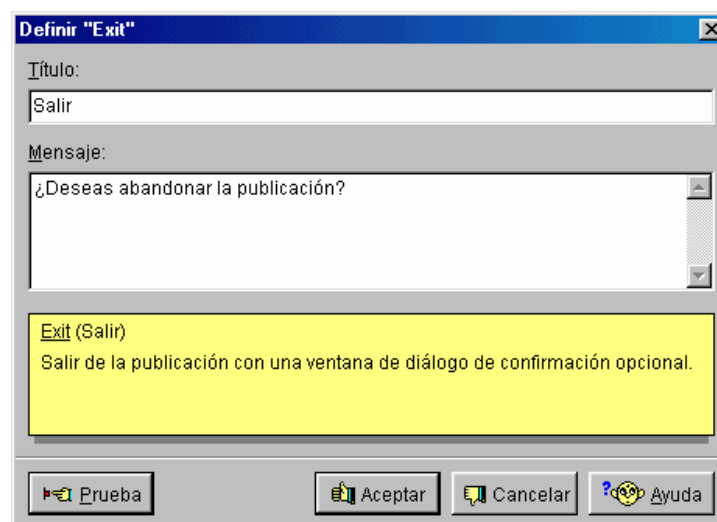 Definir "Exit"
Título:
Salir
Mensaje:
¿Deseas abandonar la publicación?
Exit (Salir)
Salir de la publicación con una ventana de diálogo de confirmación opcional.
Prueba
Aceptar
Cancelar
Ayuda